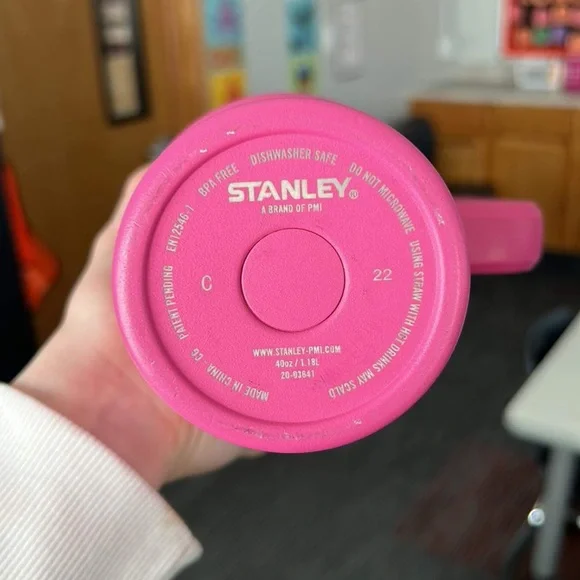 EN12546-1 BPA FREE DISHWASHER SAFE DO NOT MICROWAVE USING STRAW WITH HOT DRINKS MAY SCALD
STANLEY®
A BRAND OF PMI
C
22
WWW.STANLEY-PMI.COM
40oz / 1.18L
20-03841
MADE IN CHINA CG PATENT PENDING